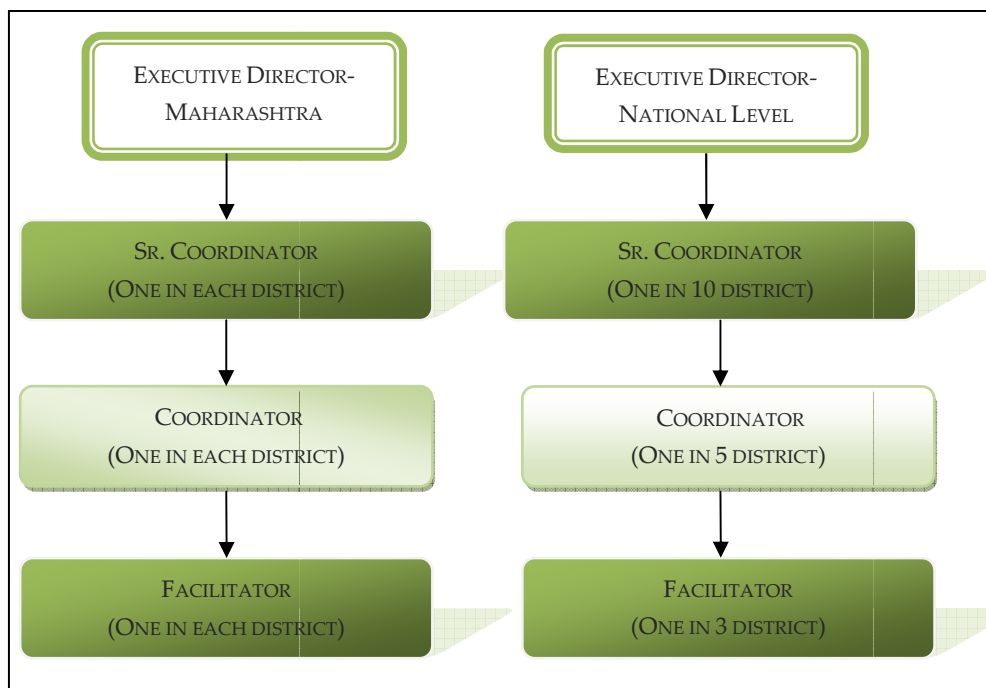 Executive Director-
Maharashtra
Sr. Coordinator
(One in each district)
Coordinator
(One in each district)
Facilitator
(One in each district)
Executive Director-
National Level
Sr. Coordinator
(One in 10 district)
Coordinator
(One in 5 district)
Facilitator
(One in 3 district)